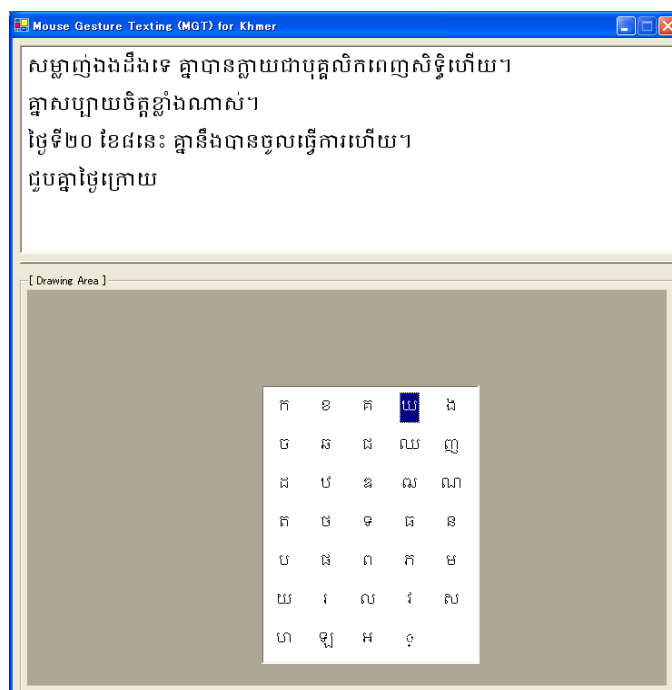 Mouse Gesture Texting (MGT) for Khmer
សម្លាញ់ឯងដឹងទេ គ្នាបានក្លាយជាបុគ្គលិកពេញសិទ្ធិហើយ។
គ្នាសប្បាយចិត្តខ្លាំងណាស់។
ថ្ងៃទី២០ ខែ៨នេះ គ្នានឹងបានចូលធ្វើការហើយ។
ជួបគ្នាថ្ងៃក្រោយ
[ Drawing Area ]
ក ខ គ ឃ ង
ច ឆ ជ ឈ ញ
ដ ឋ ឌ ឍ ណ
ត ថ ទ ធ ន
ប ផ ព ភ ម
យ រ ល វ ស
ហ ឡ អ